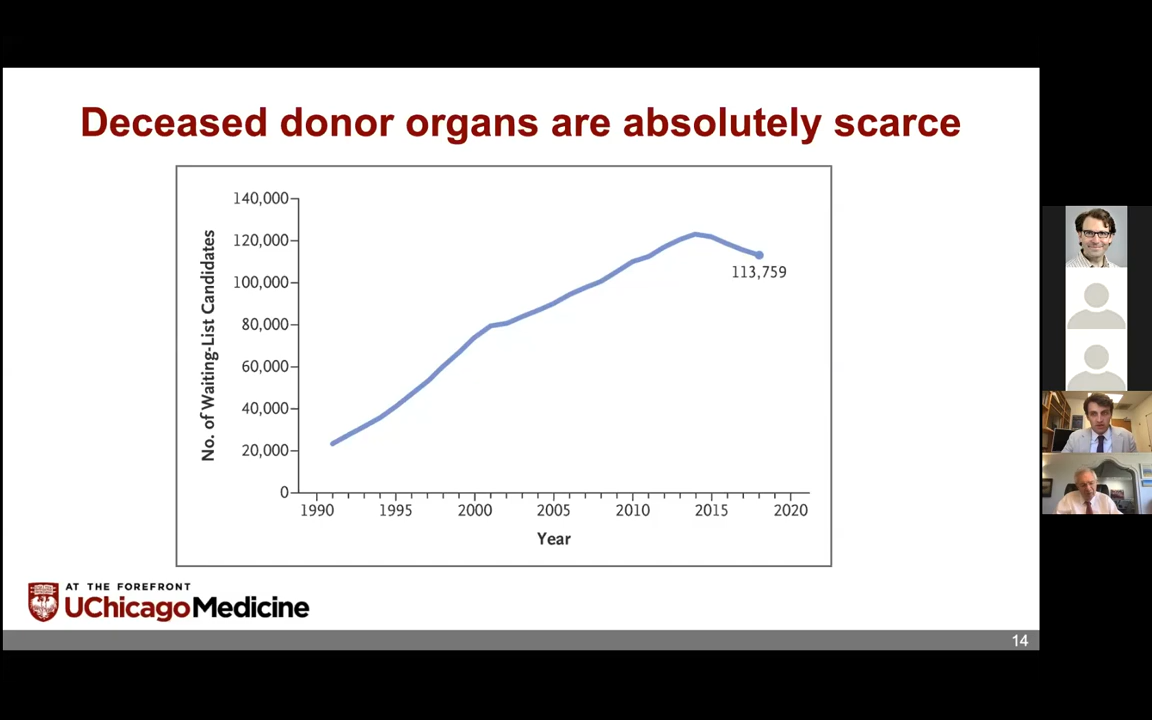 Deceased donor organs are absolutely scarce
No. of Waiting-List Candidates
140,000
120,000
100,000
80,000
60,000
40,000
20,000
0
113,759
1990 1995 2000 2005 2010 2015 2020
Year
AT THE FOREFRONT
UChicagoMedicine
14